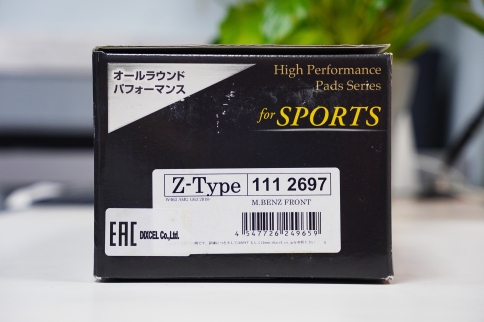 オールラウンド
パフォーマンス
High Performance
Pads Series
for SPORTS
Z-Type 111 2697
M.BENZ FRONT
4 547726 249659
EAC DIXCEL Co.,Ltd.